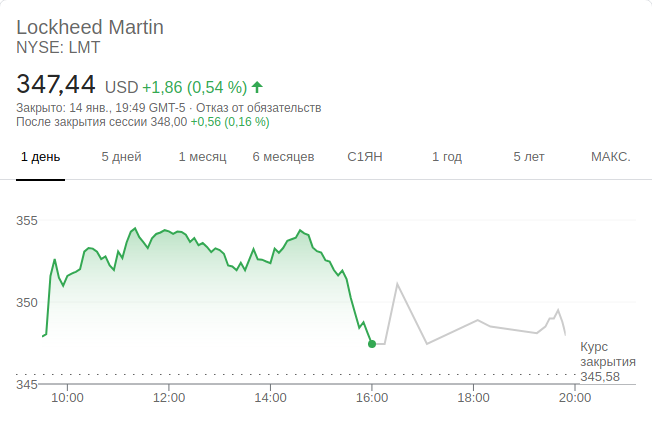 Lockheed Martin
NYSE: LMT
347,44 USD +1,86 (0,54 %)
Закрыто: 14 янв., 19:49 GMT-5 · Отказ от обязательств
После закрытия сессии 348,00 +0,56 (0,16 %)
1 день 5 дней 1 месяц 6 месяцев С1ЯН 1 год 5 лет МАКС.
355
350
Курс
закрытия
345,58
345
10:00 12:00 14:00 16:00 18:00 20:00